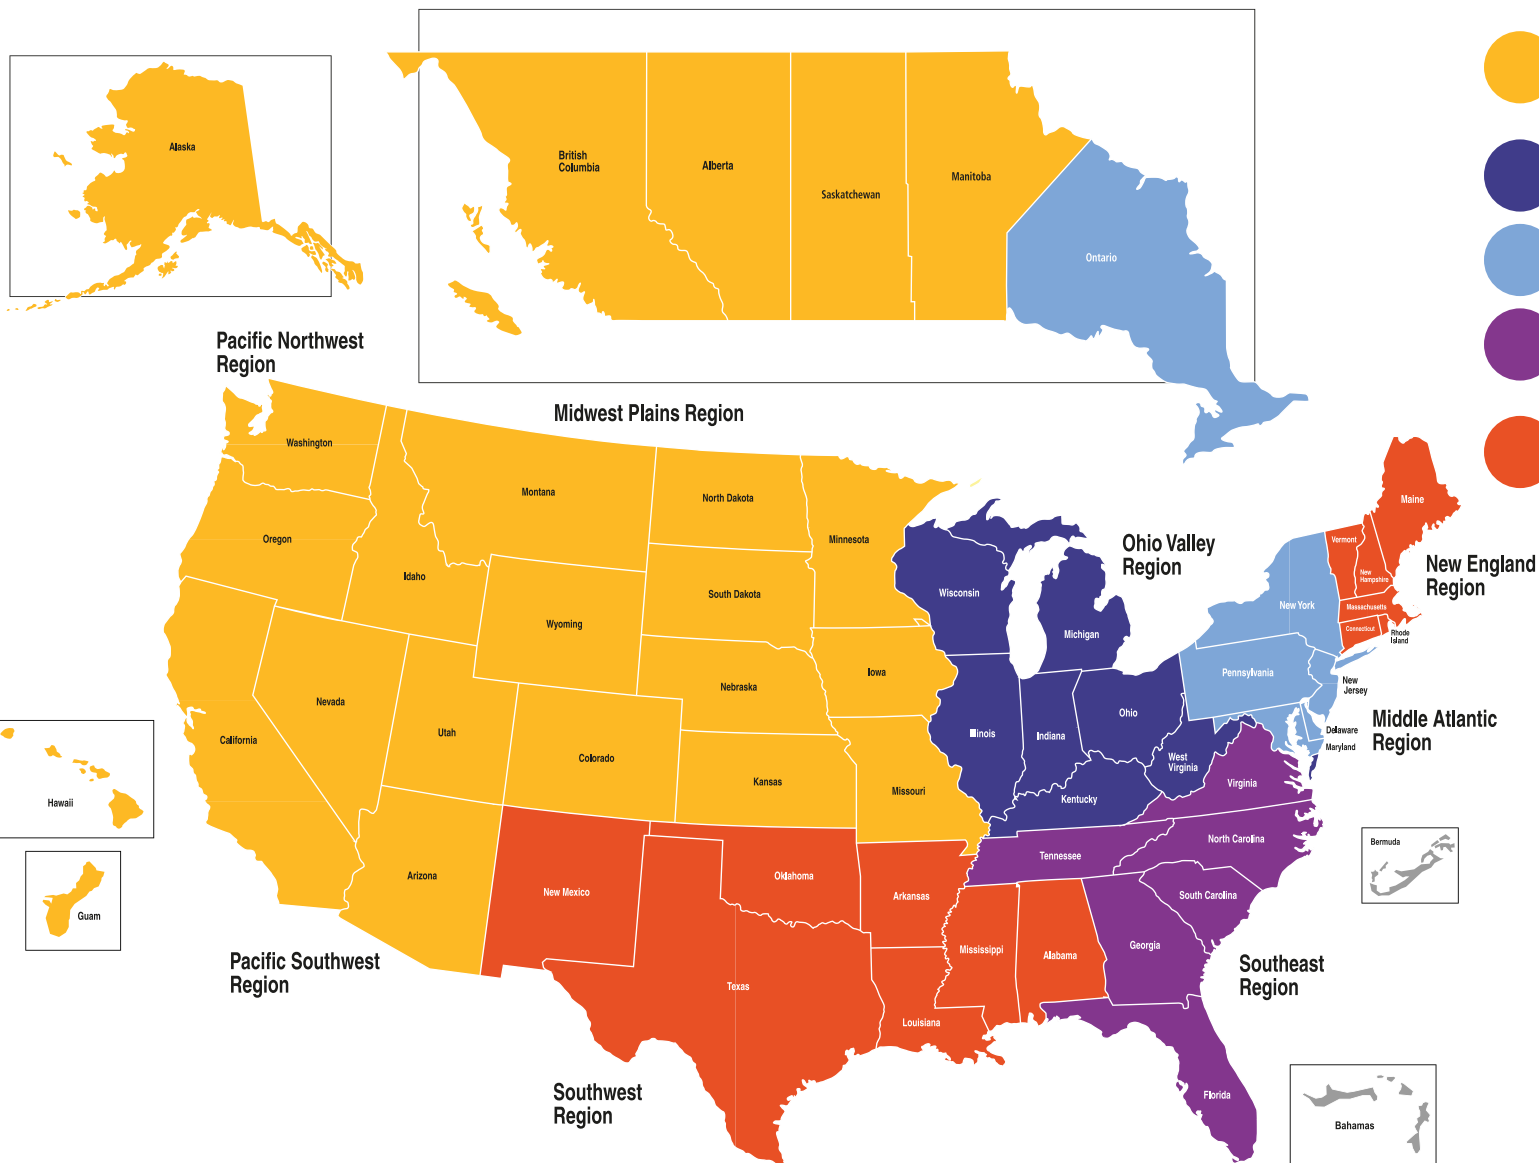 Alaska
British
Columbia
Alberta
Saskatchewan
Manitoba
Ontario
Pacific Northwest
Region
Midwest Plains Region
Washington
Montana
North Dakota
Minnesota
Oregon
Idaho
South Dakota
Wyoming
Wisconsin
Michigan
Ohio Valley
Region
Maine
Vermont
New
Hampshire
New England
Region
New York
Massachusetts
Connecticut
Rhode
Island
Iowa
Nebraska
Nevada
Utah
California
Colorado
Kansas
Missouri
Illinois
Indiana
Ohio
Pennsylvania
New
Jersey
Middle Atlantic
Region
Delaware
Maryland
West
Virginia
Virginia
Kentucky
Hawaii
Guam
Arizona
New Mexico
Oklahoma
Arkansas
Tennessee
North Carolina
South Carolina
Bermuda
Pacific Southwest
Region
Texas
Louisiana
Mississippi
Alabama
Georgia
Southeast
Region
Southwest
Region
Florida
Bahamas